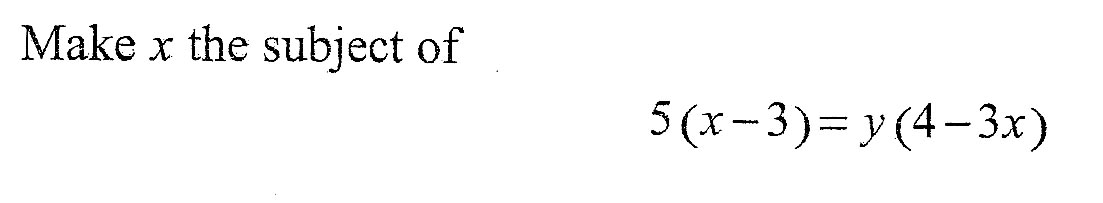 Make x the subject of
5(x−3)=y(4−3x)